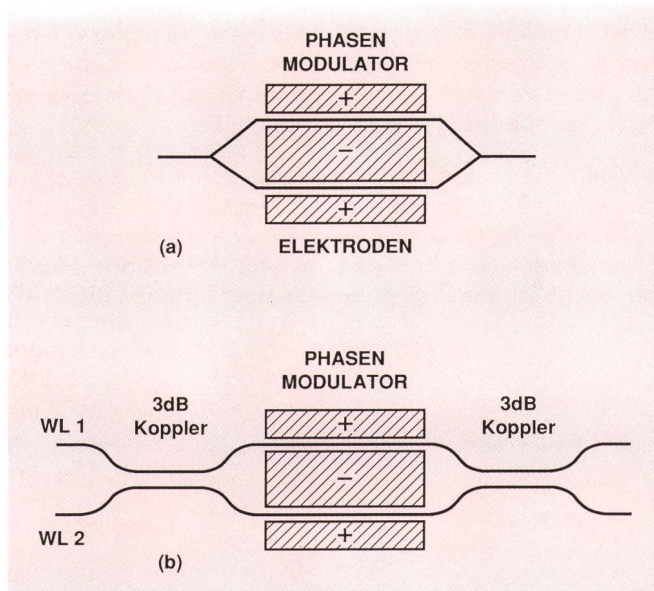 PHASEN
MODULATOR
+
−
+
(a)
ELEKTRODEN
PHASEN
MODULATOR
3dB
Koppler
3dB
Koppler
WL 1
+
−
+
WL 2
(b)